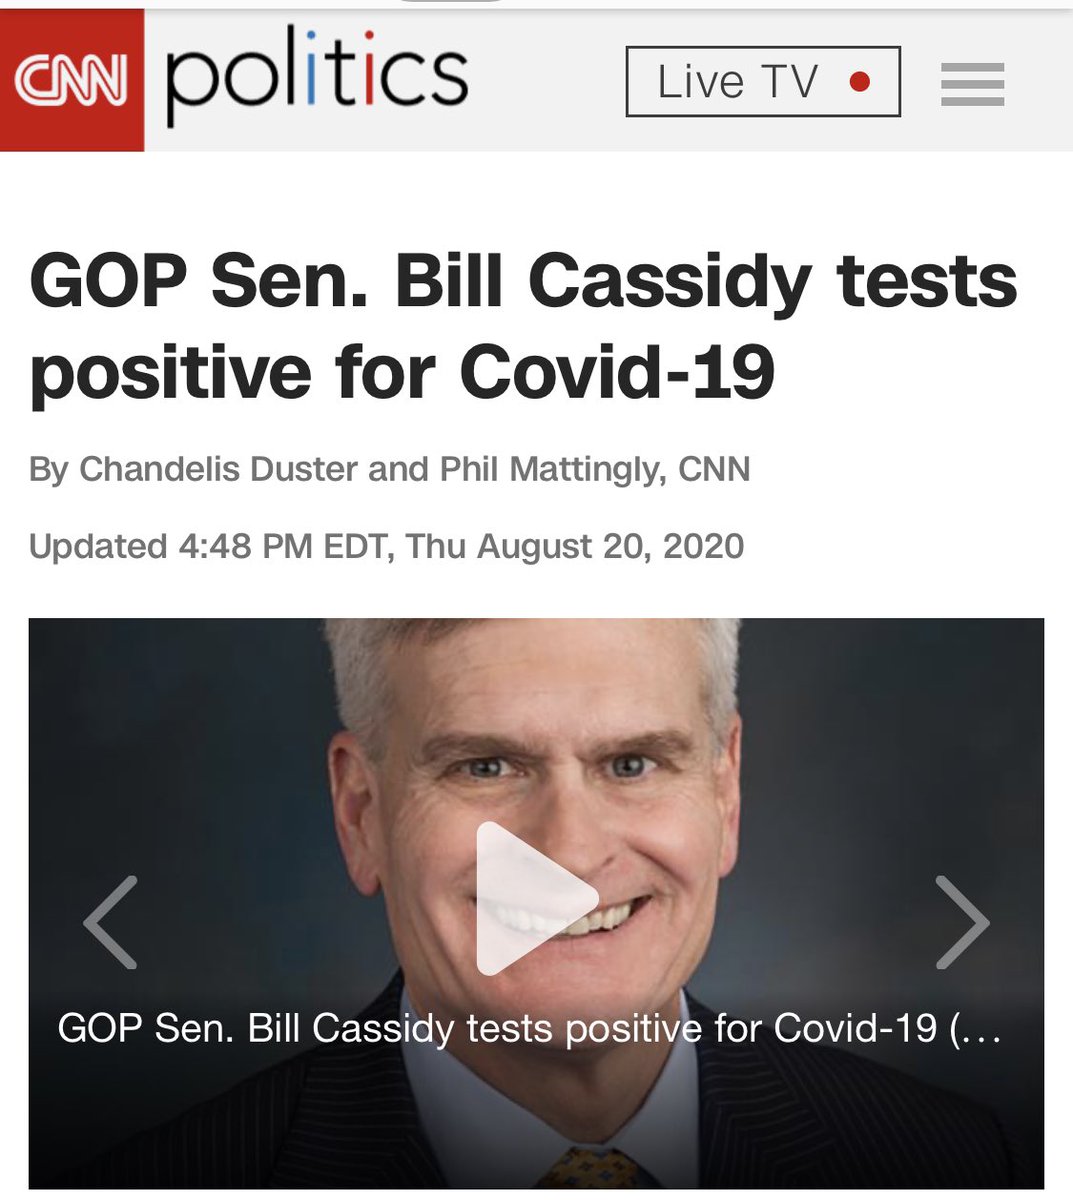 CNN politics Live TV
GOP Sen. Bill Cassidy tests
positive for Covid-19
By Chandelis Duster and Phil Mattingly, CNN
Updated 4:48 PM EDT, Thu August 20, 2020
GOP Sen. Bill Cassidy tests positive for Covid-19 (...